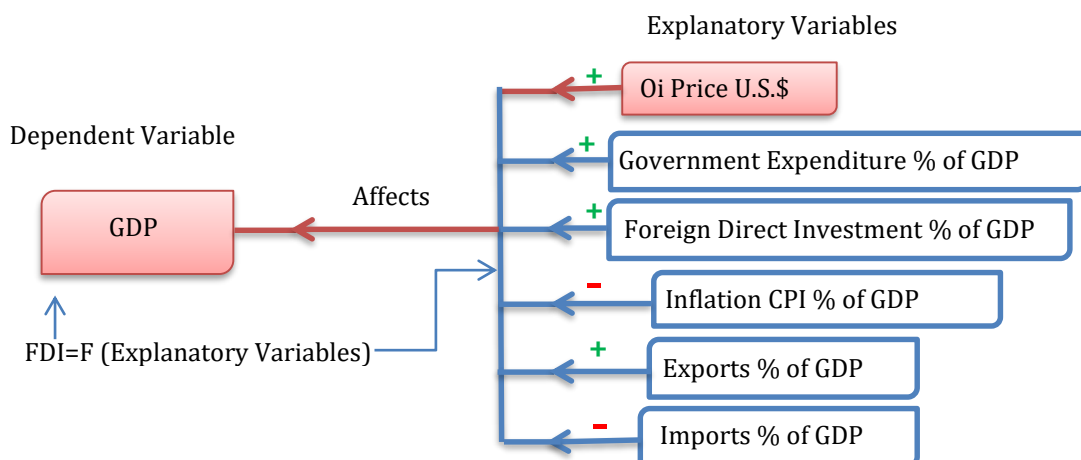 Explanatory Variables
+
Oi Price U.S.$
Dependent Variable
+
Government Expenditure % of GDP
Affects
GDP
+
Foreign Direct Investment % of GDP
-
Inflation CPI % of GDP
FDI=F (Explanatory Variables)
+
Exports % of GDP
-
Imports % of GDP